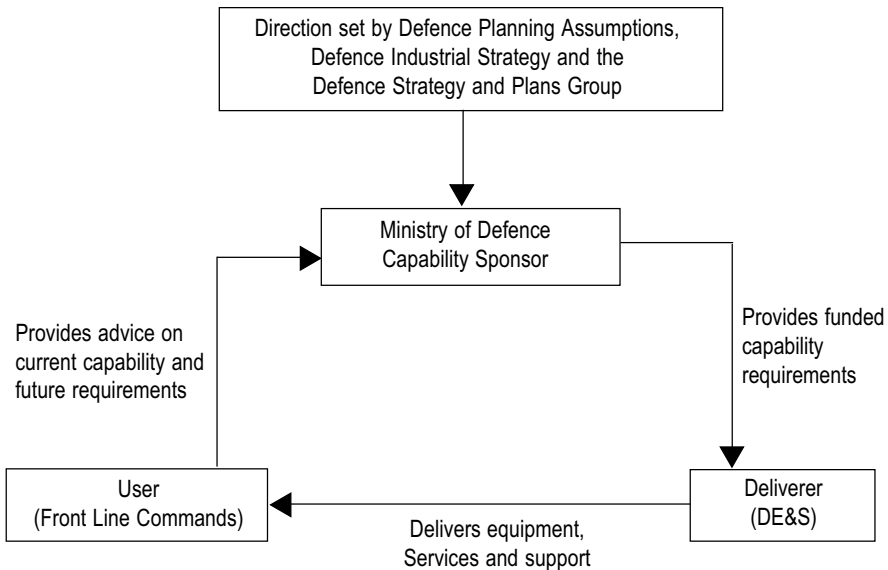 Direction set by Defence Planning Assumptions,
Defence Industrial Strategy and the
Defence Strategy and Plans Group
Ministry of Defence
Capability Sponsor
Provides advice on
current capability and
future requirements
Provides funded
capability
requirements
User
(Front Line Commands)
Deliverer
(DE&S)
Delivers equipment,
Services and support